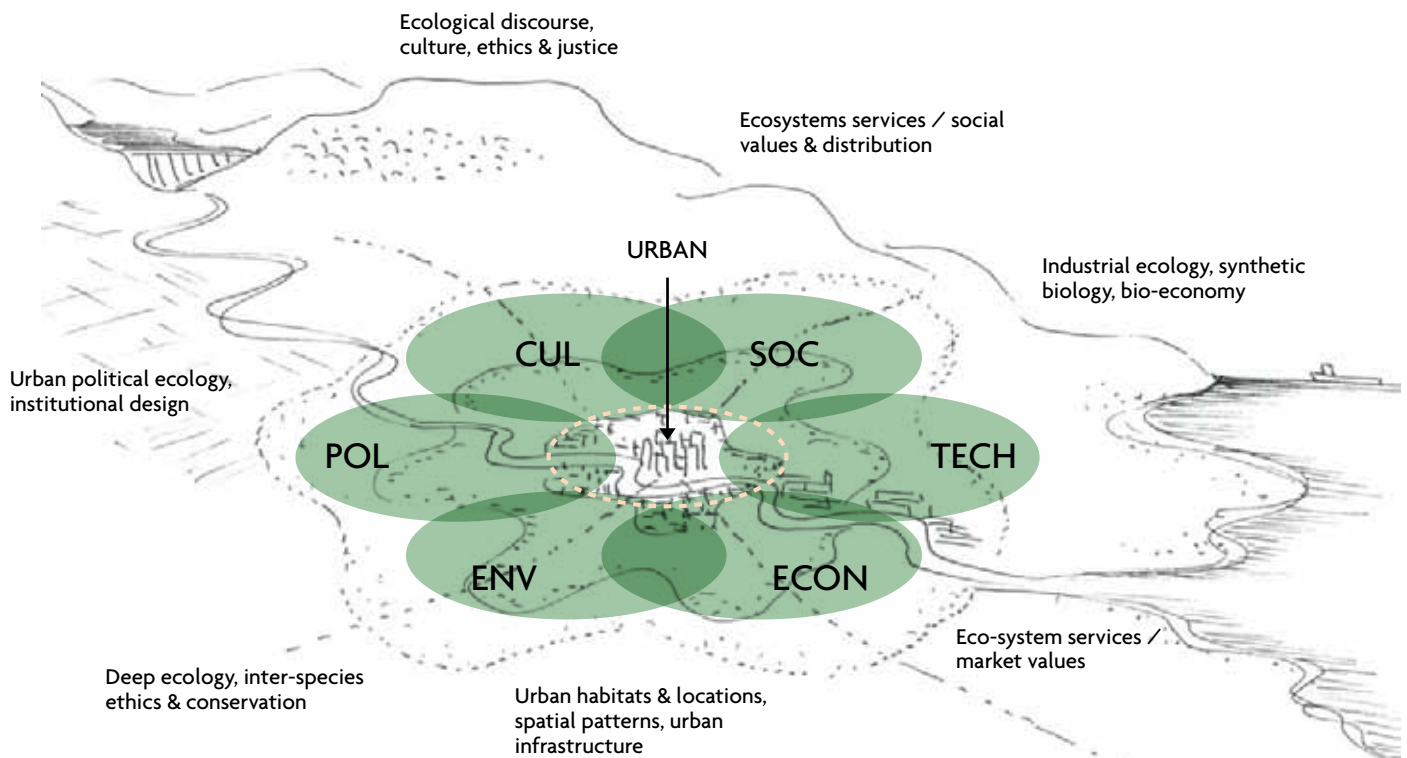 Ecological discourse,
culture, ethics & justice
Ecosystems services / social
values & distribution
URBAN
Industrial ecology, synthetic
biology, bio-economy
CUL
SOC
Urban political ecology,
institutional design
POL
TECH
ENV
ECON
Eco-system services /
market values
Deep ecology, inter-species
ethics & conservation
Urban habitats & locations,
spatial patterns, urban
infrastructure